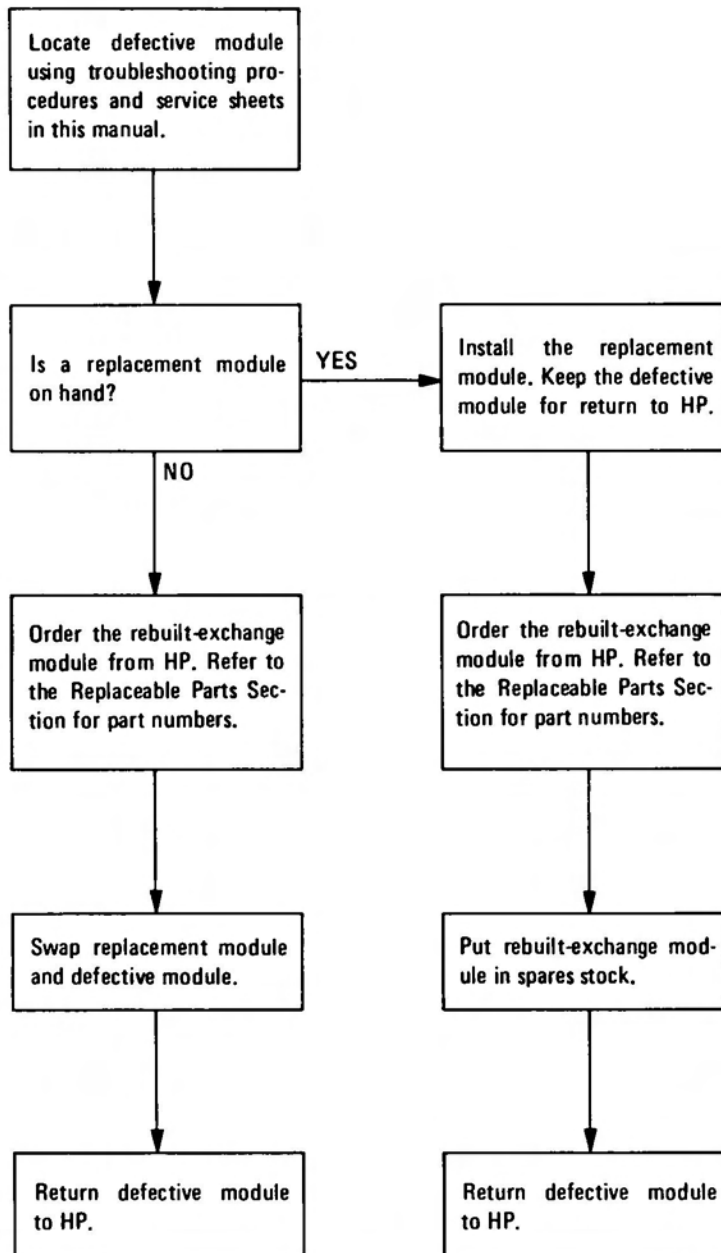 Locate defective module
using troubleshooting pro-
cedures and service sheets
in this manual.
Is a replacement module
on hand?
YES
NO
Install the replacement
module. Keep the defective
module for return to HP.
Order the rebuilt-exchange
module from HP. Refer to
the Replaceable Parts Sec-
tion for part numbers.
Order the rebuilt-exchange
module from HP. Refer to
the Replaceable Parts Sec-
tion for part numbers.
Swap replacement module
and defective module.
Put rebuilt-exchange mod-
ule in spares stock.
Return defective module
to HP.
Return defective module
to HP.